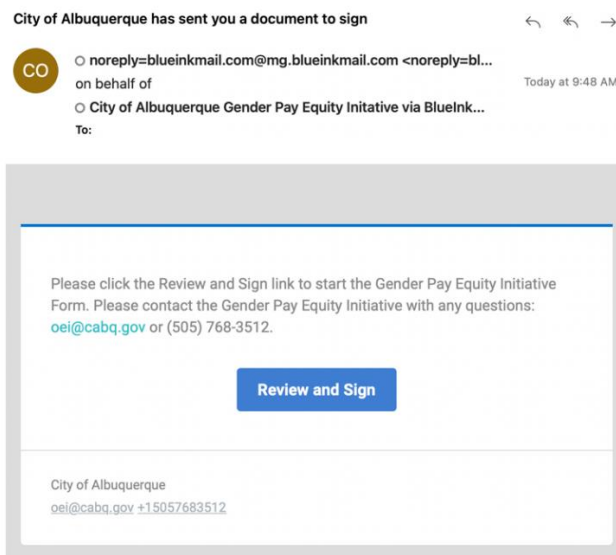 City of Albuquerque has sent you a document to sign
CO
noreply=blueinkmail.com@mg.blueinkmail.com <noreply=bl...
on behalf of
Today at 9:48 AM
City of Albuquerque Gender Pay Equity Initative via BlueInk...
To:
Please click the Review and Sign link to start the Gender Pay Equity Initiative
Form. Please contact the Gender Pay Equity Initiative with any questions:
oei@cabq.gov or (505) 768-3512.
Review and Sign
City of Albuquerque
oei@cabq.gov +15057683512